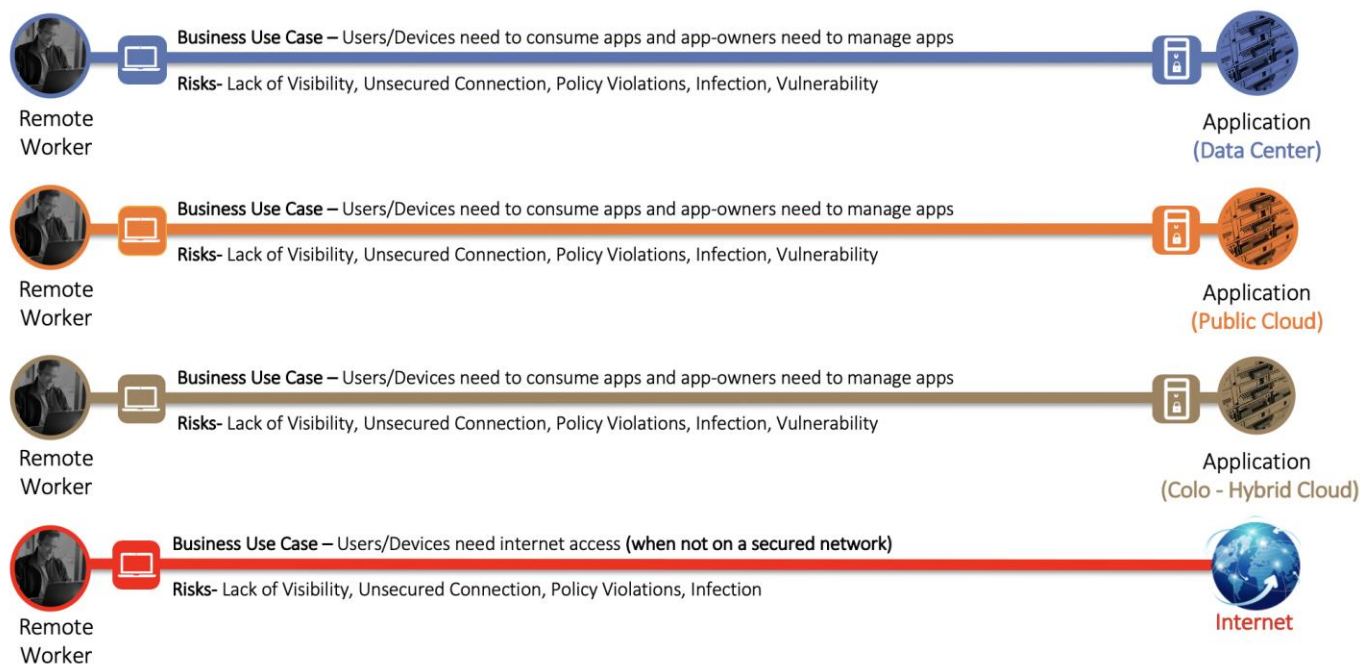 Business Use Case – Users/Devices need to consume apps and app-owners need to manage apps
Risks- Lack of Visibility, Unsecured Connection, Policy Violations, Infection, Vulnerability
Remote
Worker
Application
(Data Center)
Business Use Case – Users/Devices need to consume apps and app-owners need to manage apps
Risks- Lack of Visibility, Unsecured Connection, Policy Violations, Infection, Vulnerability
Remote
Worker
Application
(Public Cloud)
Business Use Case – Users/Devices need to consume apps and app-owners need to manage apps
Risks- Lack of Visibility, Unsecured Connection, Policy Violations, Infection, Vulnerability
Remote
Worker
Application
(Colo - Hybrid Cloud)
Business Use Case – Users/Devices need internet access (when not on a secured network)
Risks- Lack of Visibility, Unsecured Connection, Policy Violations, Infection
Remote
Worker
Internet